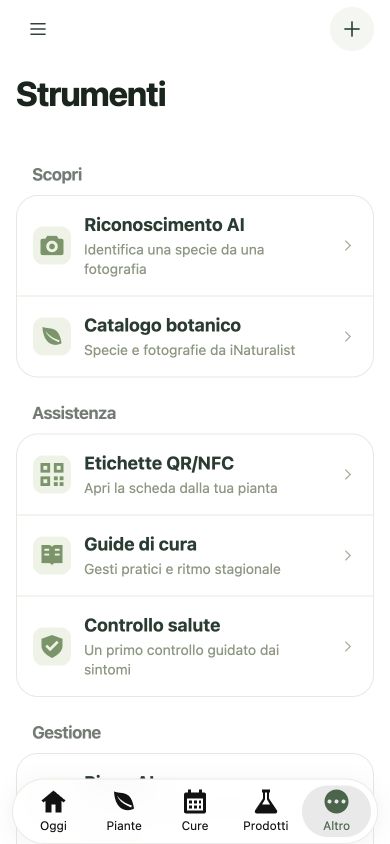 Strumenti
Scopri
Riconoscimento AI
Identifica una specie da una
fotografia
Catalogo botanico
Specie e fotografie da iNaturalist
Assistenza
Etichette QR/NFC
Apri la scheda dalla tua pianta
Guide di cura
Gesti pratici e ritmo stagionale
Controllo salute
Un primo controllo guidato dai
sintomi
Gestione
Oggi
Piante
Cure
Prodotti
Altro